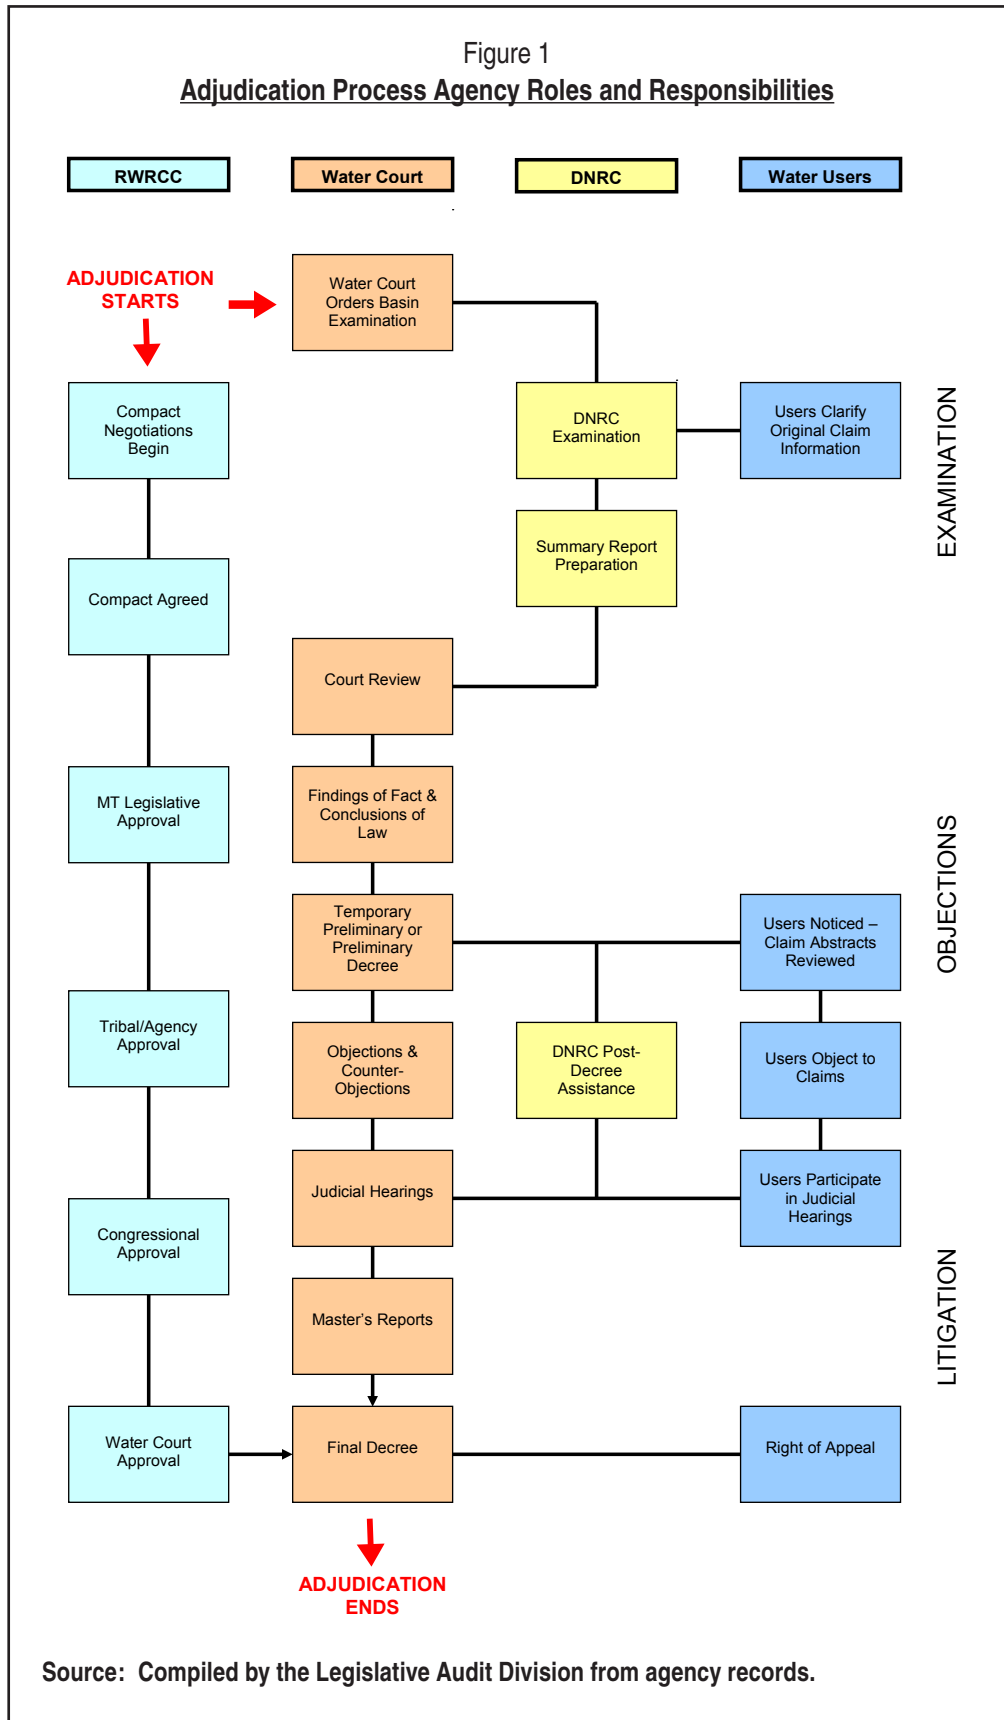 Figure 1
Adjudication Process Agency Roles and Responsibilities
RWRCC
Water Court
DNRC
Water Users
ADJUDICATION
STARTS
Water Court
Orders Basin
Examination
Compact
Negotiations
Begin
DNRC
Examination
Users Clarify
Original Claim
Information
EXAMINATION
Summary Report
Preparation
Compact Agreed
Court Review
MT Legislative
Approval
Findings of Fact &
Conclusions of
Law
OBJECTIONS
Temporary
Preliminary or
Preliminary
Decree
Users Noticed –
Claim Abstracts
Reviewed
Tribal/Agency
Approval
Objections &
Counter-
Objections
DNRC Post-
Decree
Assistance
Users Object to
Claims
Judicial Hearings
Users Participate
in Judicial
Hearings
Congressional
Approval
LITIGATION
Master's Reports
Water Court
Approval
Final Decree
Right of Appeal
ADJUDICATION
ENDS
Source: Compiled by the Legislative Audit Division from agency records.